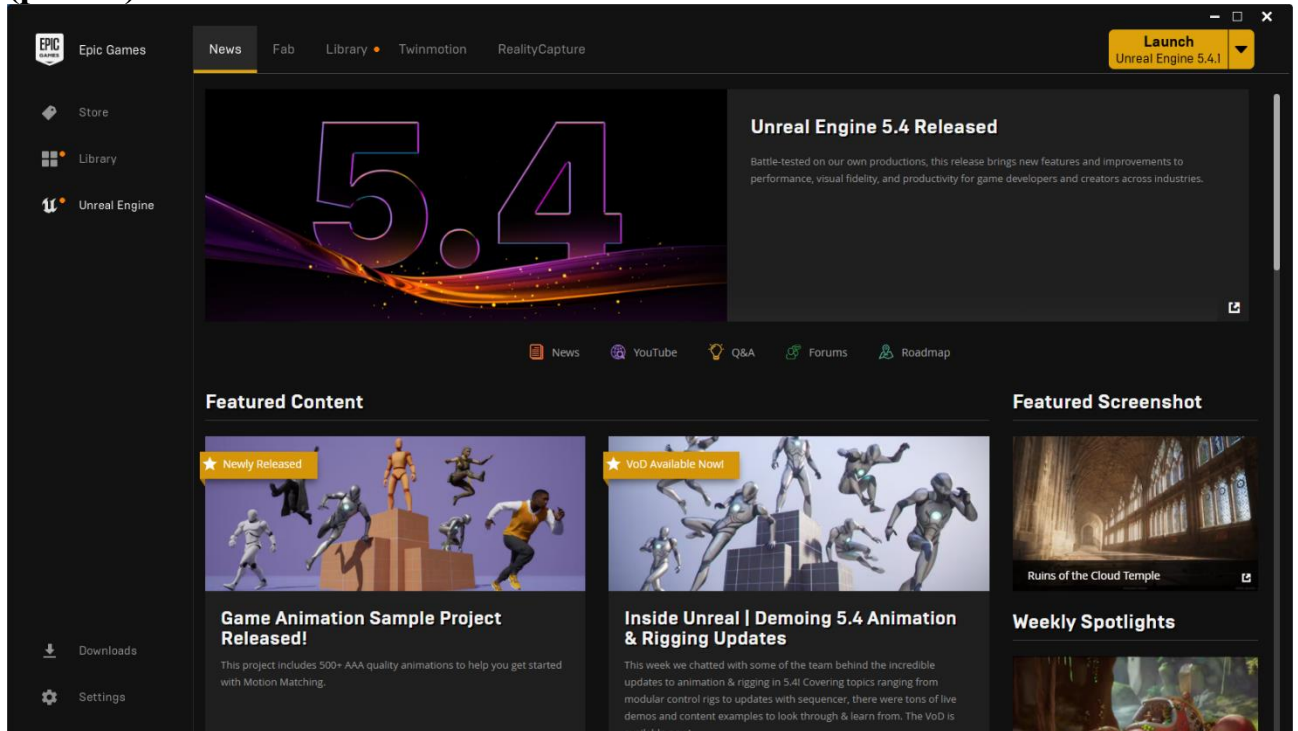 EPIC
GAMES
Epic Games
News
Fab
Library
Twinmotion
RealityCapture
Launch
Unreal Engine 5.4.1
Store
Library
Unreal Engine
5.4
Unreal Engine 5.4 Released
Battle-tested on our own productions, this release brings new features and improvements to
performance, visual fidelity, and productivity for game developers and creators across industries.
News
YouTube
Q&A
Forums
Roadmap
Featured Content
Newly Released
Game Animation Sample Project
Released!
This project includes 500+ AAA quality animations to help you get started
with Motion Matching.
VoD Available Now!
Inside Unreal | Demoing 5.4 Animation
& Rigging Updates
This week we chatted with some of the team behind the incredible
updates to animation & rigging in 5.4! Covering topics ranging from
modular control rigs to updates with sequencer, there were tons of live
demos and content examples to look through & learn from. The VoD is
Featured Screenshot
Ruins of the Cloud Temple
Weekly Spotlights
Downloads
Settings